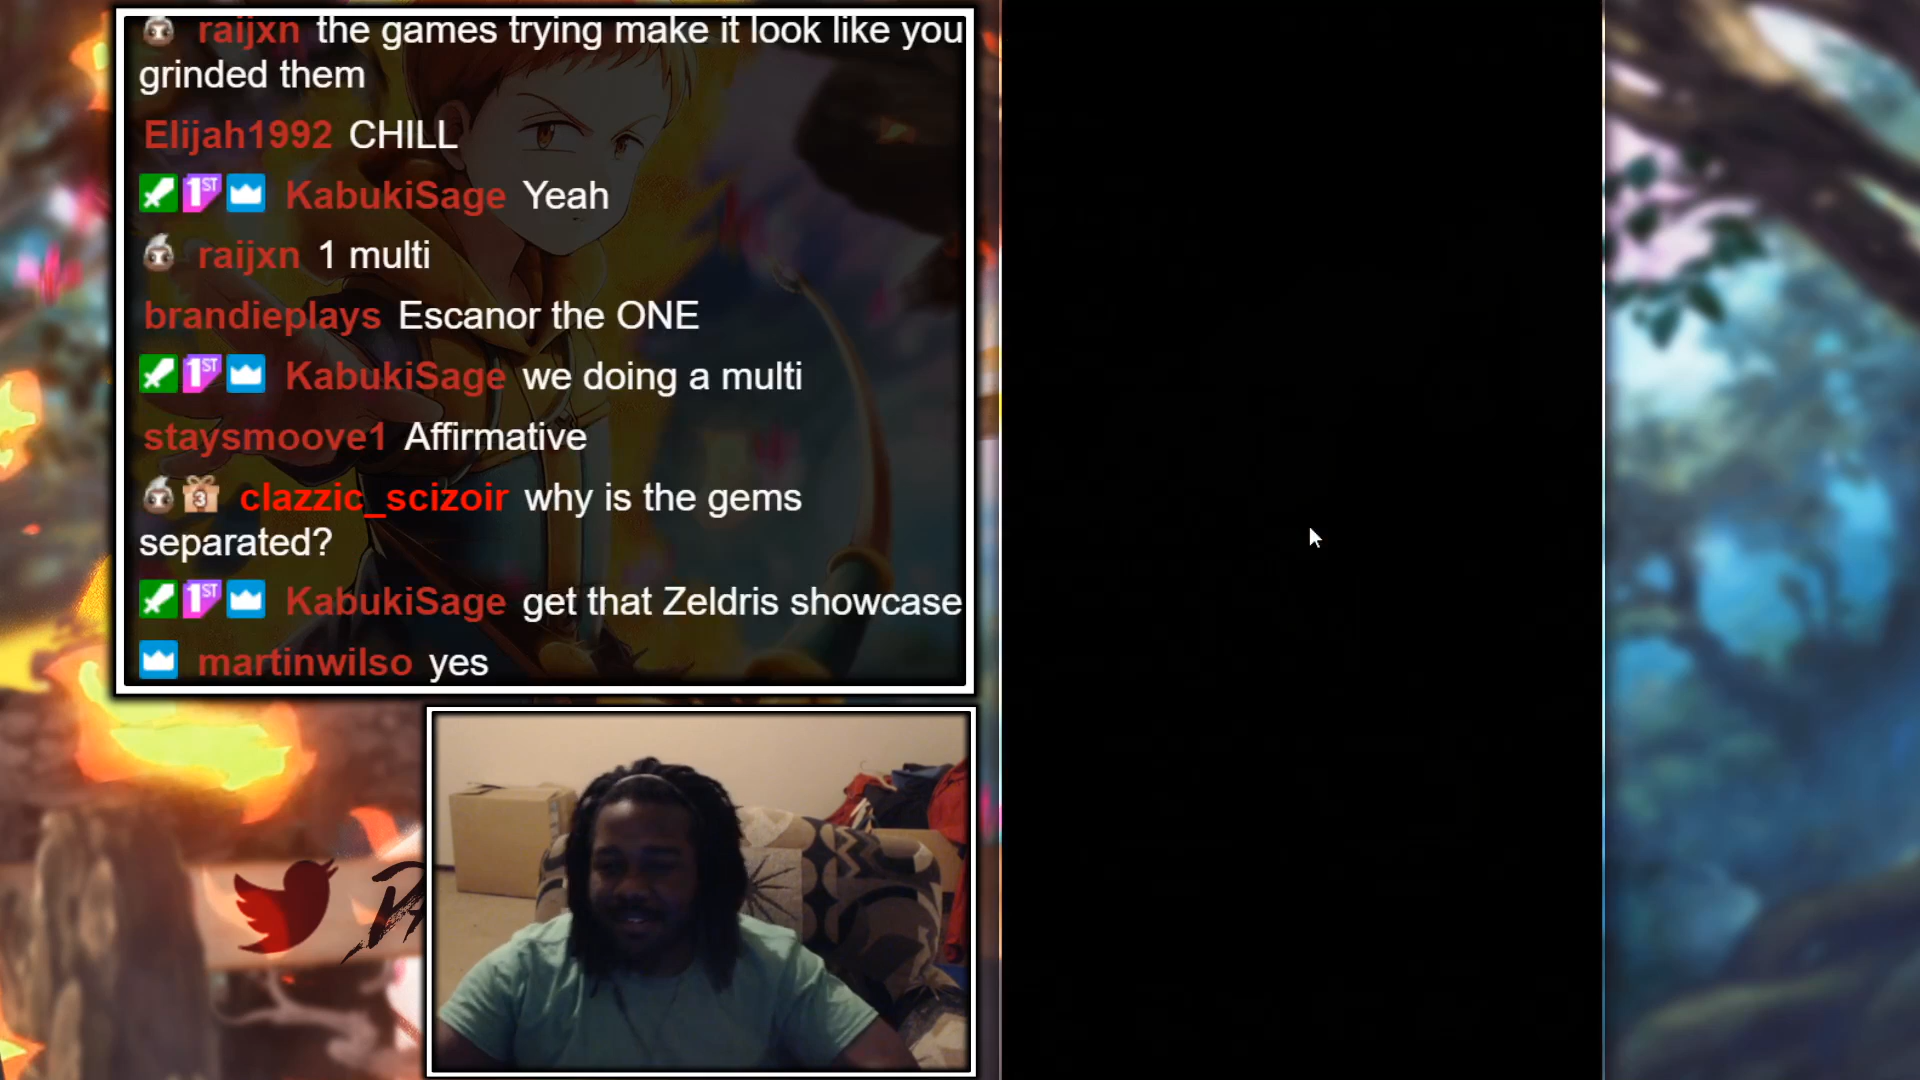 raijxn the games trying make it look like you
grinded them
Elijah1992 CHILL
1ST KabukiSage Yeah
raijxn 1 multi
brandieplays Escanor the ONE
1ST KabukiSage we doing a multi
staysmoove1 Affirmative
3 clazzic_scizoir why is the gems
separated?
1ST KabukiSage get that Zeldris showcase
martinwilso yes